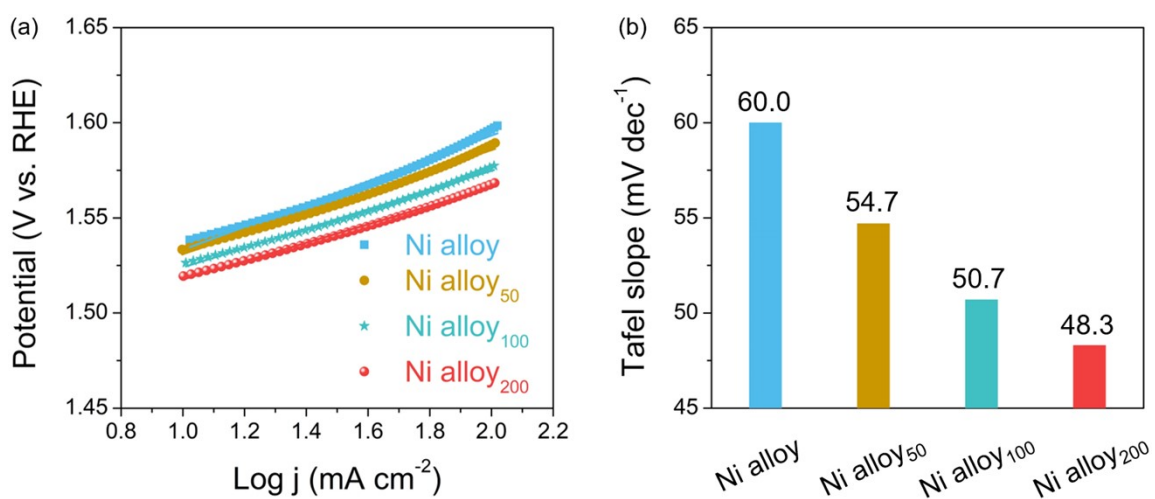 (a)
1.65
1.60
1.55
1.50
1.45
Potential (V vs. RHE)
Ni alloy
Ni alloy₅₀
Ni alloy₁₀₀
Ni alloy₂₀₀
0.8 1.0 1.2 1.4 1.6 1.8 2.0 2.2
Log j (mA cm⁻²)
(b)
65
60
55
50
45
Tafel slope (mV dec⁻¹)
60.0
54.7
50.7
48.3
Ni alloy
Ni alloy₅₀
Ni alloy₁₀₀
Ni alloy₂₀₀